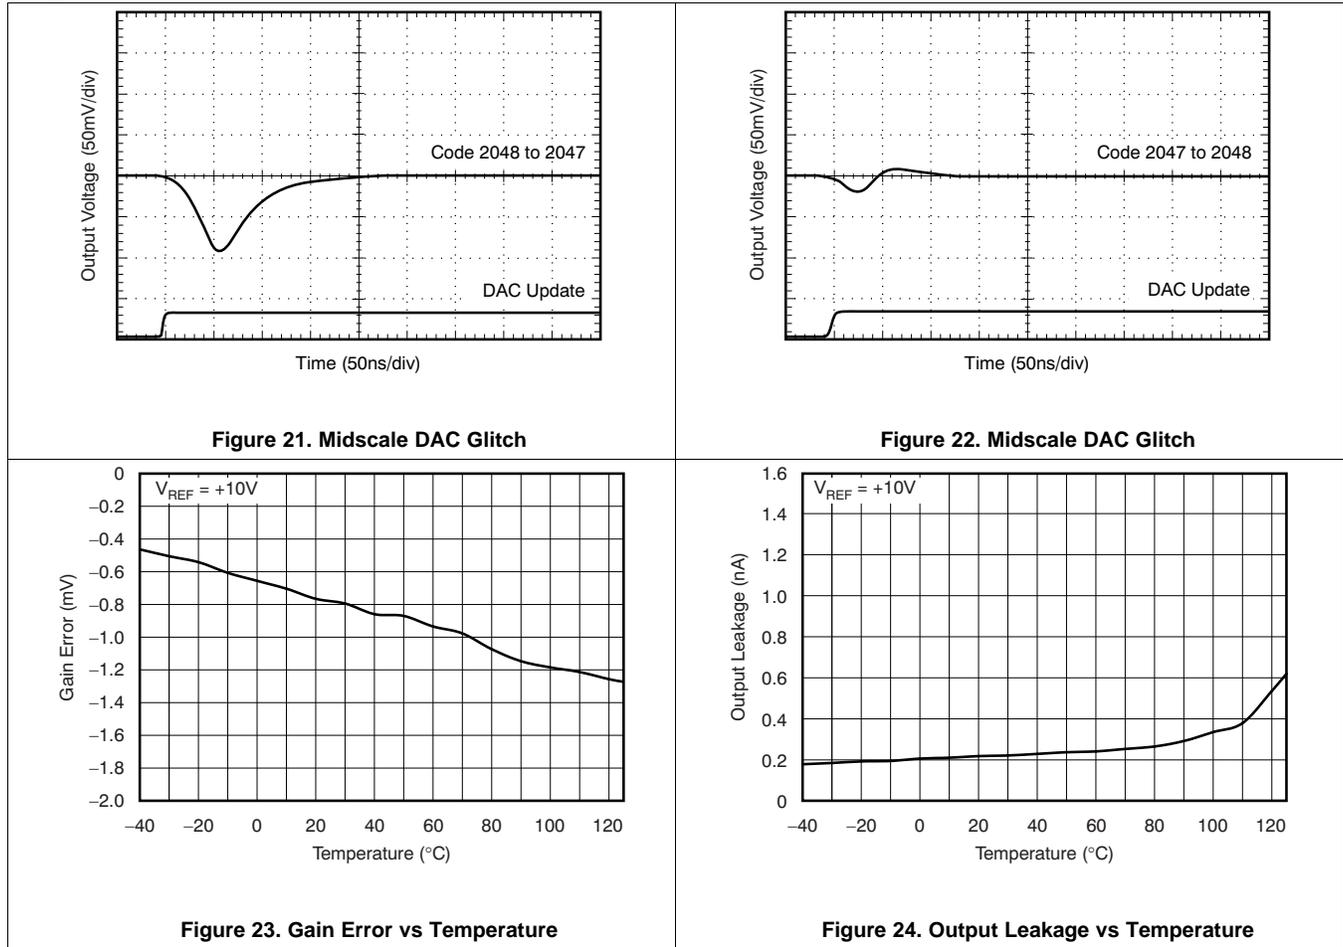 Output Voltage (50mV/div)
Code 2048 to 2047
DAC Update
Time (50ns/div)
Figure 21. Midscale DAC Glitch
Output Voltage (50mV/div)
Code 2047 to 2048
DAC Update
Time (50ns/div)
Figure 22. Midscale DAC Glitch
VREF = +10V
Gain Error (mV)
0
−0.2
−0.4
−0.6
−0.8
−1.0
−1.2
−1.4
−1.6
−1.8
−2.0
−40 −20 0 20 40 60 80 100 120
Temperature (°C)
Figure 23. Gain Error vs Temperature
VREF = +10V
Output Leakage (nA)
1.6
1.4
1.2
1.0
0.8
0.6
0.4
0.2
0
−40 −20 0 20 40 60 80 100 120
Temperature (°C)
Figure 24. Output Leakage vs Temperature